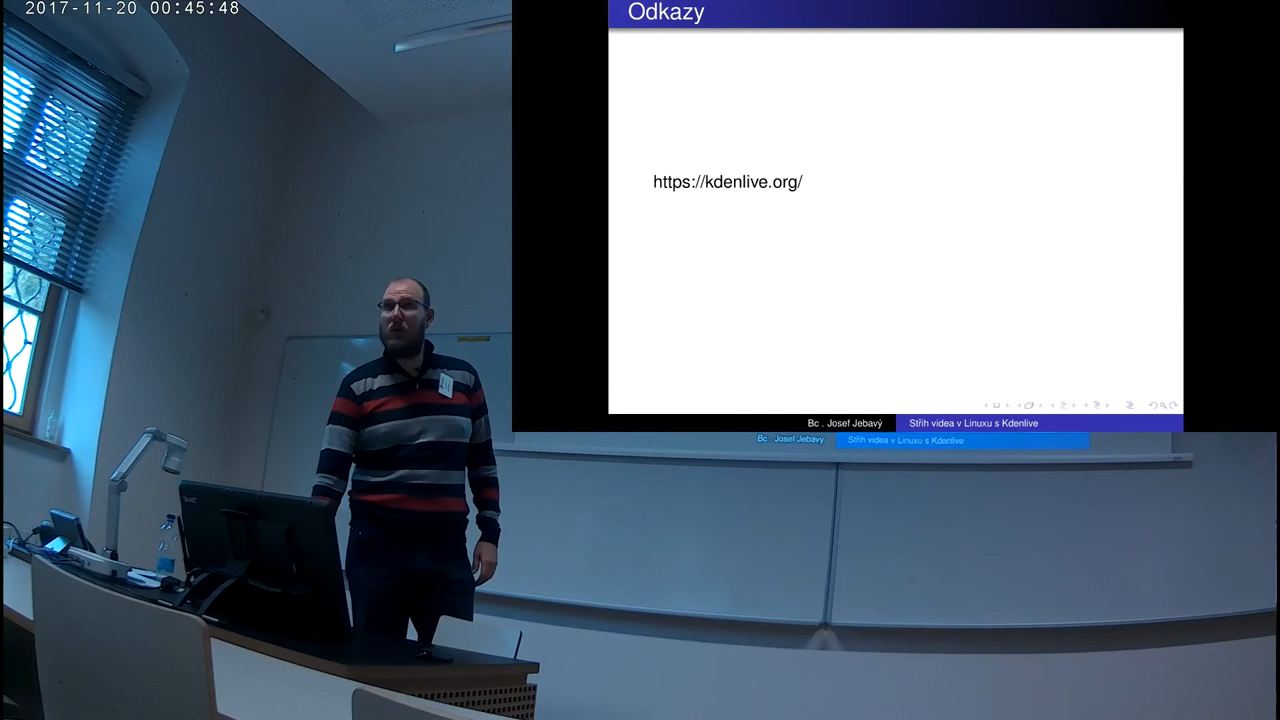 2017-11-20 00:45:48
Odkazy
https://kdenlive.org/
Bc . Josef Jebavý
Střih videa v Linuxu s Kdenlive
Bc . Josef Jebavý
Střih videa v Linuxu s Kdenlive